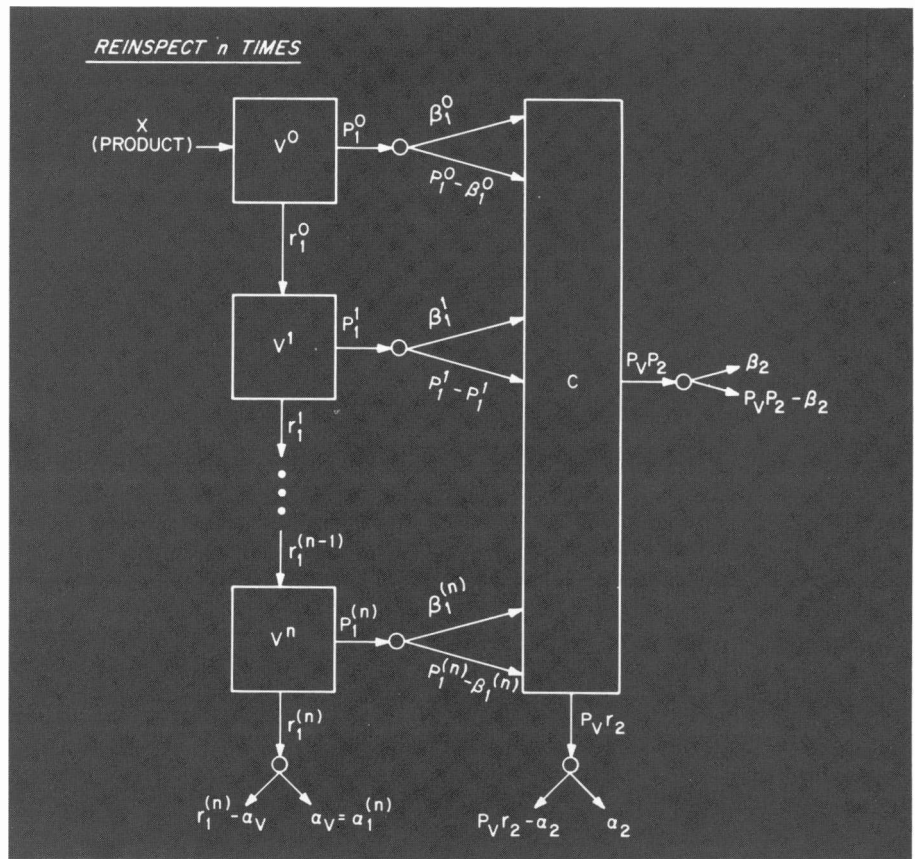 REINSPECT n TIMES
X
(PRODUCT)
V⁰
P₁⁰
β₁⁰
P₁⁰ - β₁⁰
r₁⁰
V¹
P₁¹
β₁¹
P₁¹ - P₁¹
r₁¹
C
P_V P₂
β₂
P_V P₂ - β₂
r₁⁽ⁿ⁻¹⁾
Vⁿ
P₁⁽ⁿ⁾
β₁⁽ⁿ⁾
P₁⁽ⁿ⁾ - β₁⁽ⁿ⁾
r₁⁽ⁿ⁾
P_V r₂
r₁⁽ⁿ⁾ - α_V
α_V = α₁⁽ⁿ⁾
P_V r₂ - α₂
α₂